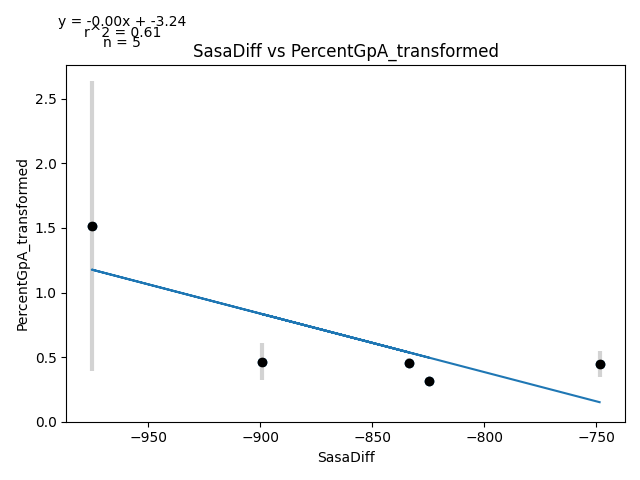 y = -0.00x + -3.24
r^2 = 0.61
n = 5
SasaDiff vs PercentGpA_transformed
PercentGpA_transformed
2.5
2.0
1.5
1.0
0.5
0.0
−950
−900
−850
−800
−750
SasaDiff